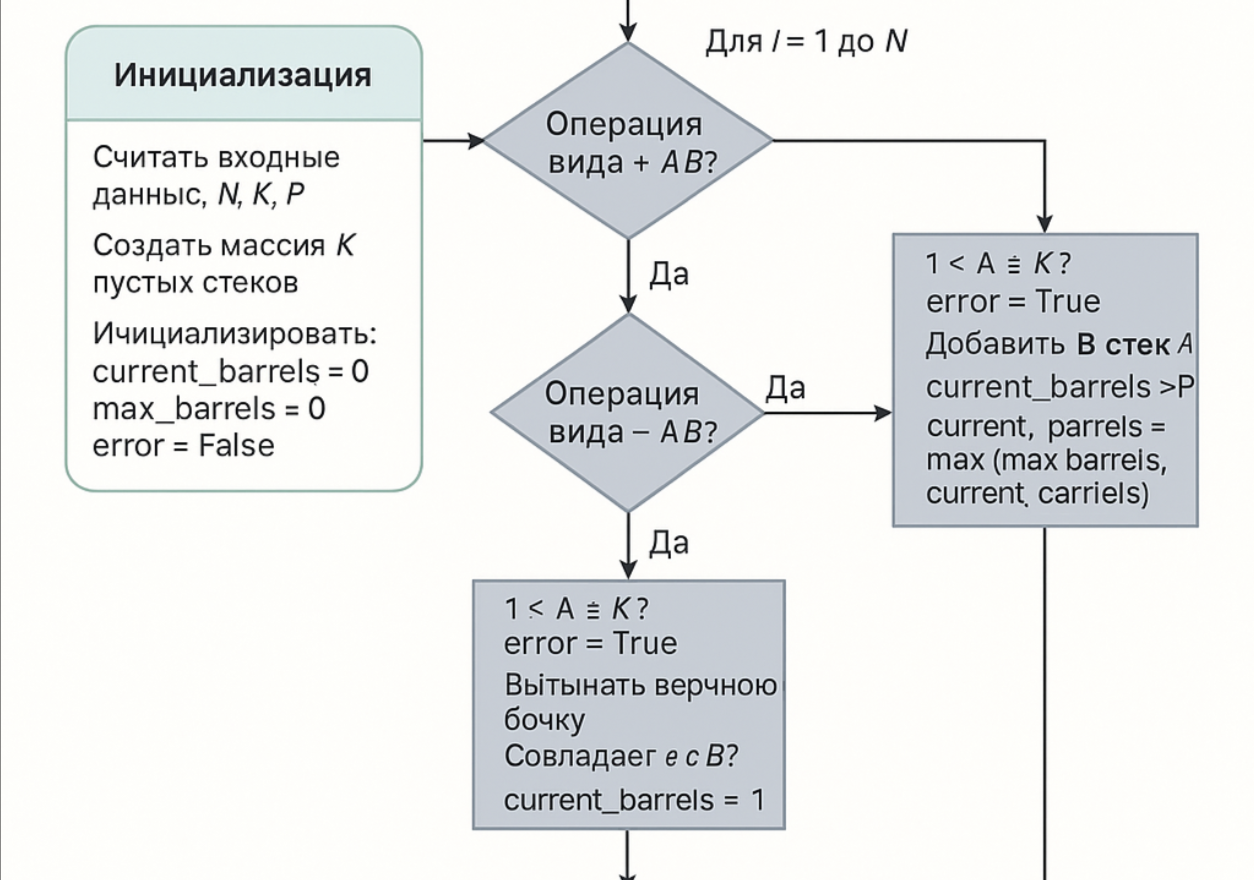 Инициализация
Считать входные
данныс, N, K, P
Создать массия K
пустых стеков
Ичициализировать:
current_barrels = 0
max_barrels = 0
error = False
Для I = 1 до N
Операция
вида + AB?
Да
Операция
вида – AB?
Да
Да
1 < A ≦ K?
error = True
Добавить В стек A
current_barrels >P
current, parrels =
max (max barrels,
current, carriels)
1 < A ≦ K?
error = True
Вытынать верчною
бочку
Совладаег e c B?
current_barrels = 1